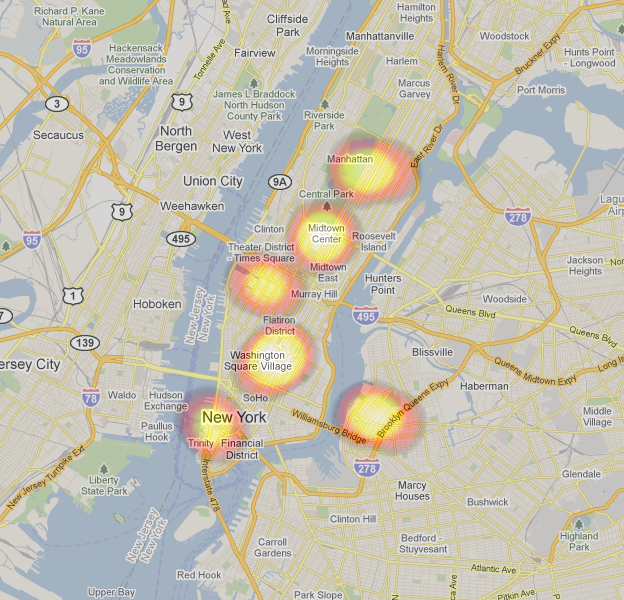 Richard P. Kane
Natural Area
Cliffside
Park
Hamilton
Heights
Manhattanville
Woodstock
Bruckner Expy
Hunts Point
- Longwood
95
Hackensack
Meadowlands
Conservation
and Wildlife Area
Tonnelle Ave
Fairview
Morningside
Heights
Harlem
Harlem River Dr
Marcus
Garvey
Port Morris
3
9
James L Braddock
North Hudson
County Park
Riverside
Park
Secaucus
North
Bergen
West
New York
East River Dr
Manhattan
Union City
9A
Central Park
Weehawken
9
278
495
95
Clinton
Midtown
Center
Roosevelt
Island
Theater District
Times Square
Midtown
East
Jackson
Heights
Hunters
Point
1
Hoboken
New Jersey
New York
Murray Hill
Woodside
Queens Blvd
Queens Blvd
495
Flatiron
District
139
Blissville
Washington
Square Village
Queens Midtown Expy
Haberman
78
Waldo
Hudson
Exchange
SoHo
Brooklyn Queens Expy
Middle
Village
Paulus
Hook
New York
Williamsburg Bridge
Trinity
Financial
District
New Jersey Turnpike Ext
78
278
Liberty
State Park
Interstate 478
Marcy
Houses
Glendale
Bushwick
New Jersey
New York
Clinton Hill
Highland
Park
Carroll
Gardens
Bedford -
Stuyvesant
Red Hook
Atlantic Ave
Upper Bay
Park Slope
Pitkin Ave